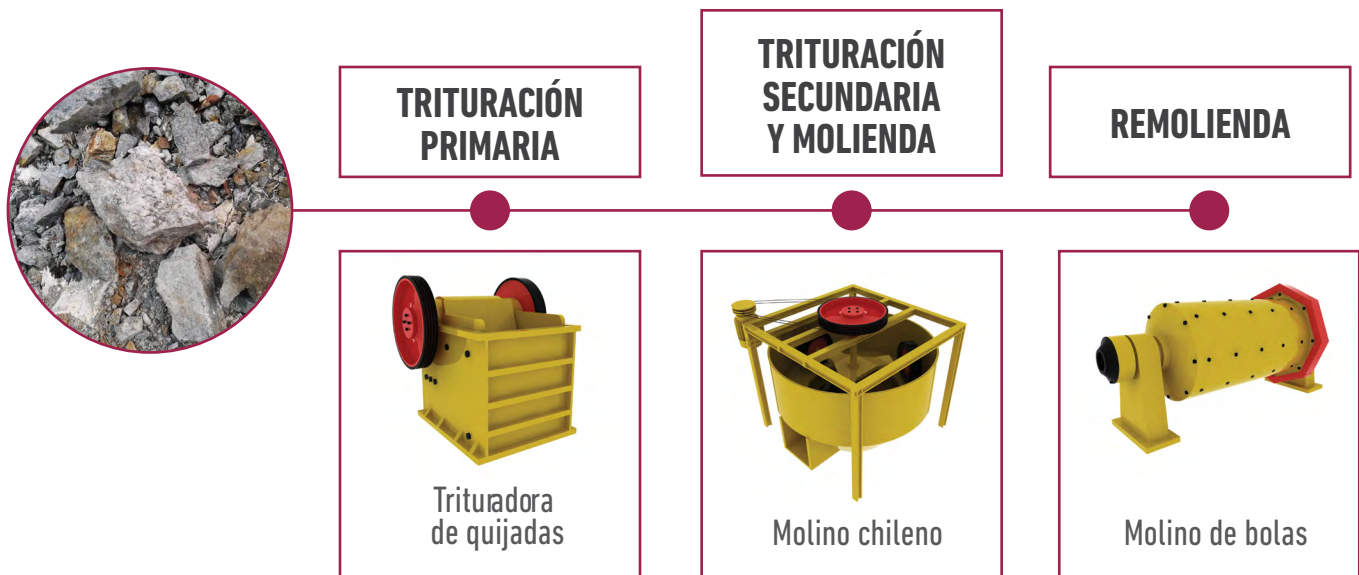 TRITURACIÓN
PRIMARIA
TRITURACIÓN
SECUNDARIA
Y MOLIENDA
REMOLIENDA
Trituradora
de quijadas
Molino chileno
Molino de bolas